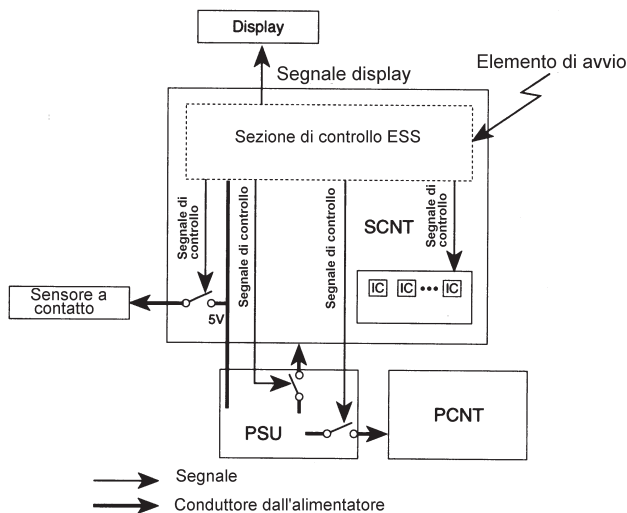 Display
Segnale display
Elemento di avvio
Sezione di controllo ESS
Segnale di
controllo
Segnale di controllo
Segnale di controllo
Segnale di
controllo
SCNT
IC IC ••• IC
Sensore a
contatto
5V
PSU
PCNT
Segnale
Conduttore dall'alimentatore